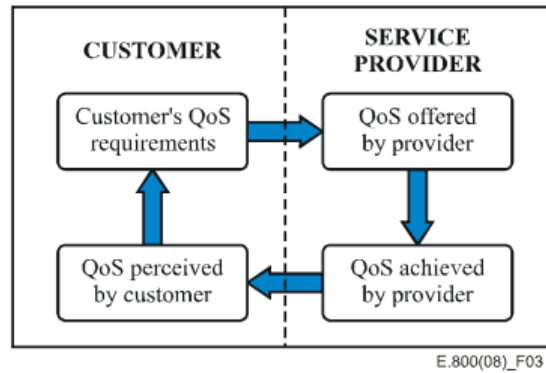 CUSTOMER
SERVICE
PROVIDER
Customer's QoS
requirements
QoS offered
by provider
QoS perceived
by customer
QoS achieved
by provider
E.800(08)_F03